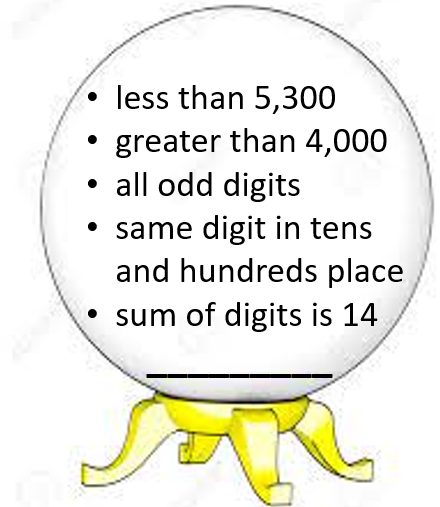 • less than 5,300
• greater than 4,000
• all odd digits
• same digit in tens
and hundreds place
• sum of digits is 14
_________